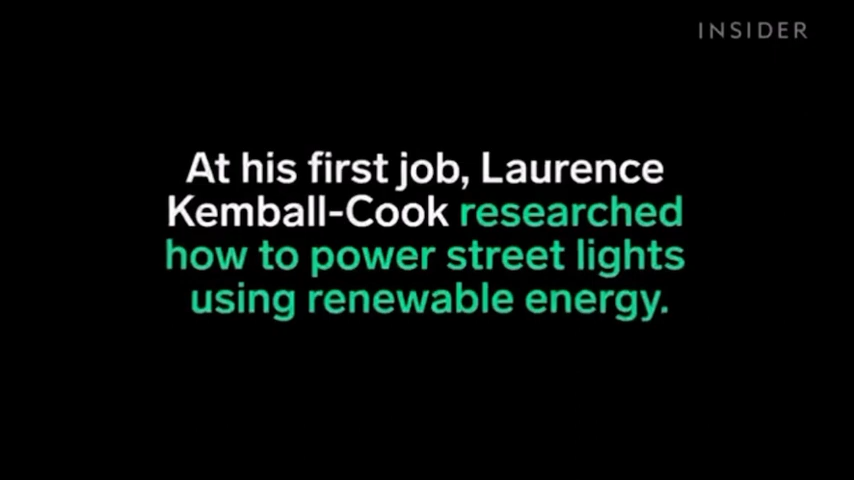 INSIDER
At his first job, Laurence
Kemball-Cook researched
how to power street lights
using renewable energy.